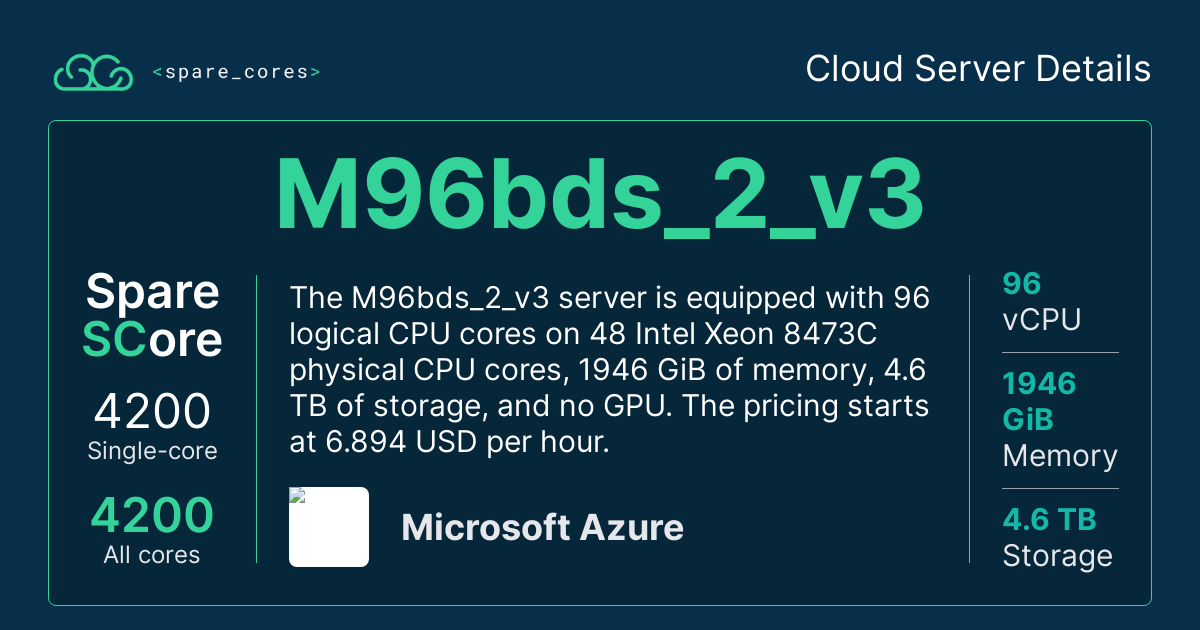 <spare_cores>
Cloud Server Details
M96bds_2_v3
Spare
SCore
4200
Single-core
4200
All cores
The M96bds_2_v3 server is equipped with 96
logical CPU cores on 48 Intel Xeon 8473C
physical CPU cores, 1946 GiB of memory, 4.6
TB of storage, and no GPU. The pricing starts
at 6.894 USD per hour.
Microsoft Azure
96
vCPU
1946
GiB
Memory
4.6 TB
Storage